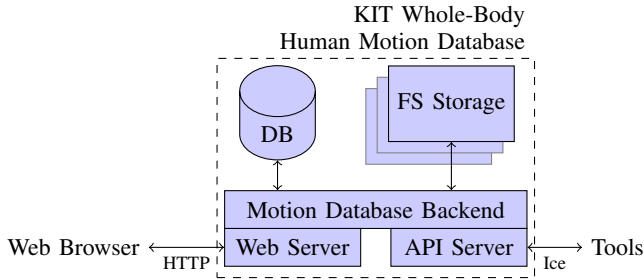 KIT Whole-Body
Human Motion Database
DB
FS Storage
Motion Database Backend
Web Server
API Server
Web Browser
HTTP
Ice
Tools